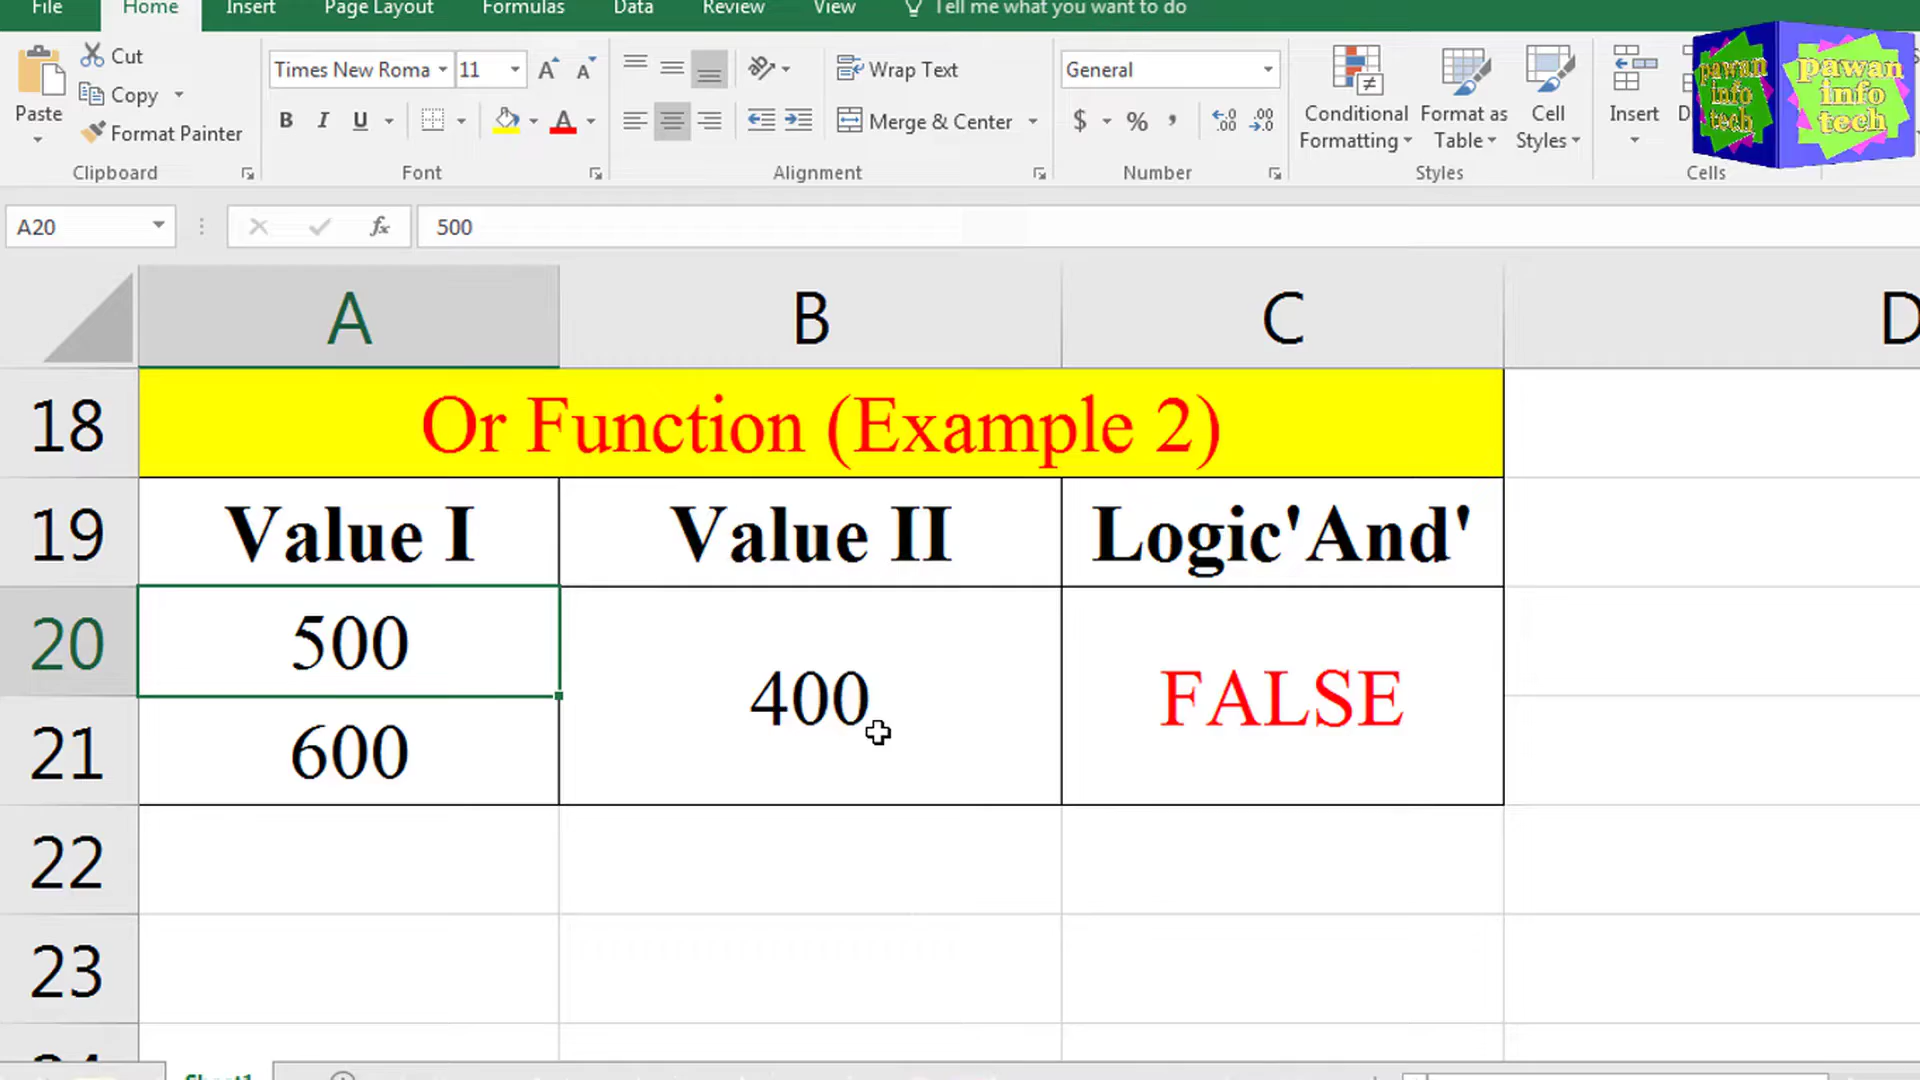 File Home Insert Page Layout Formulas Data Review View Tell me what you want to do
Cut
Copy
Format Painter
Paste
Clipboard
Times New Roma 11
B I U
Font
Wrap Text
Merge & Center
Alignment
General
$ % ,
Number
Conditional Formatting
Format as Table
Cell Styles
Styles
Insert
Cells
pawan info tech
pawan info tech
A20 fx 500
A B C D
18 Or Function (Example 2)
19 Value I Value II Logic'And'
20 500
400 FALSE
21 600
22
23
24
Sheet1